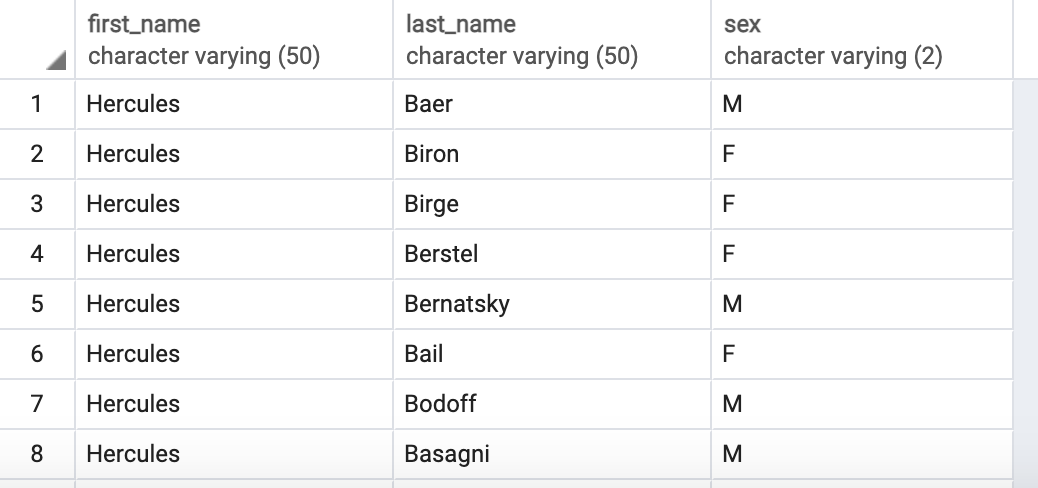 first_name last_name sex
character varying (50) character varying (50) character varying (2)
1 Hercules Baer M
2 Hercules Biron F
3 Hercules Birge F
4 Hercules Berstel F
5 Hercules Bernatsky M
6 Hercules Bail F
7 Hercules Bodoff M
8 Hercules Basagni M